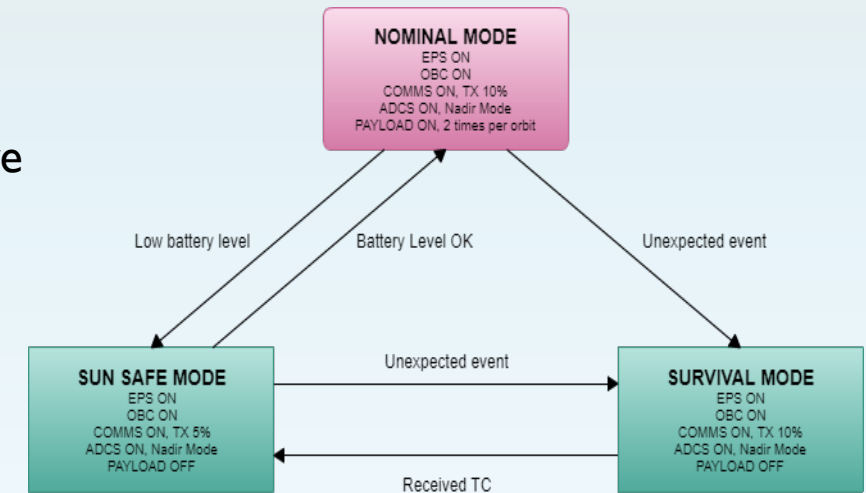 NOMINAL MODE
EPS ON
OBC ON
COMMS ON, TX 10%
ADCS ON, Nadir Mode
PAYLOAD ON, 2 times per orbit
e
Low battery level
Battery Level OK
Unexpected event
SUN SAFE MODE
EPS ON
OBC ON
COMMS ON, TX 5%
ADCS ON, Nadir Mode
PAYLOAD OFF
Unexpected event
SURVIVAL MODE
EPS ON
OBC ON
COMMS ON, TX 10%
ADCS ON, Nadir Mode
PAYLOAD OFF
Received TC